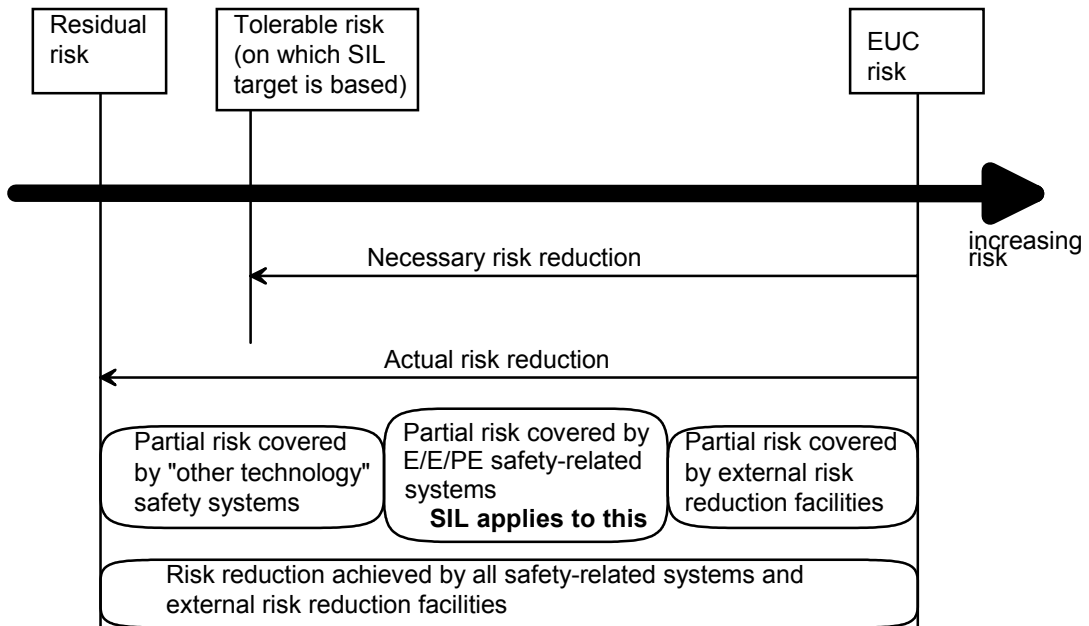 Residual
risk
Tolerable risk
(on which SIL
target is based)
EUC
risk
increasing
risk
Necessary risk reduction
Actual risk reduction
Partial risk covered
by "other technology"
safety systems
Partial risk covered by
E/E/PE safety-related
systems
SIL applies to this
Partial risk covered
by external risk
reduction facilities
Risk reduction achieved by all safety-related systems and
external risk reduction facilities